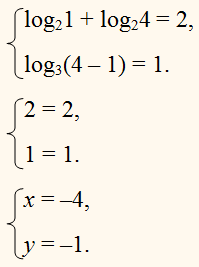 log₂1 + log₂4 = 2,
log₃(4 – 1) = 1.
2 = 2,
1 = 1.
x = –4,
y = –1.